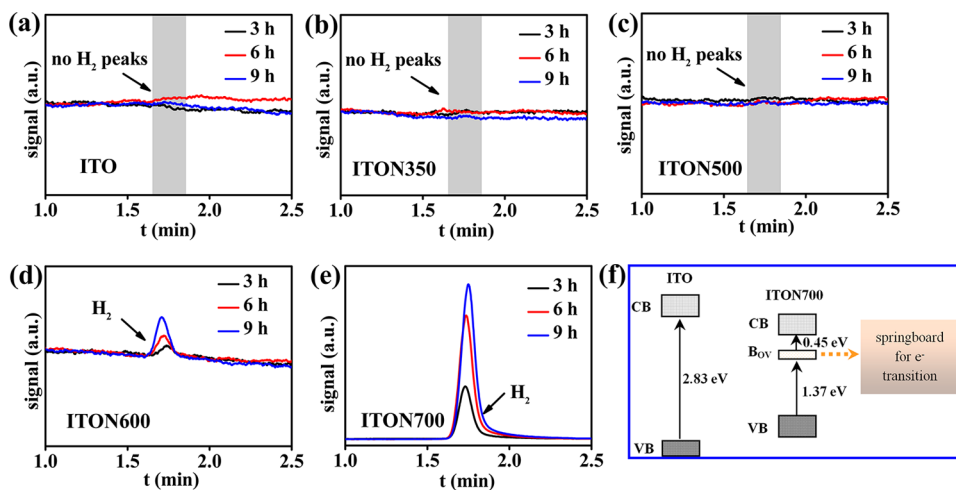 (a)
3 h
6 h
9 h
no H₂ peaks
signal (a.u.)
ITO
1.0 1.5 2.0 2.5
t (min)
(b)
3 h
6 h
9 h
no H₂ peaks
signal (a.u.)
ITON350
1.0 1.5 2.0 2.5
t (min)
(c)
3 h
6 h
9 h
no H₂ peaks
signal (a.u.)
ITON500
1.0 1.5 2.0 2.5
t (min)
(d)
3 h
6 h
9 h
H₂
signal (a.u.)
ITON600
1.0 1.5 2.0 2.5
t (min)
(e)
3 h
6 h
9 h
H₂
signal (a.u.)
ITON700
1.0 1.5 2.0 2.5
t (min)
(f)
ITO
CB
2.83 eV
VB
ITON700
CB
0.45 eV
B_OV
1.37 eV
VB
springboard
for e⁻
transition